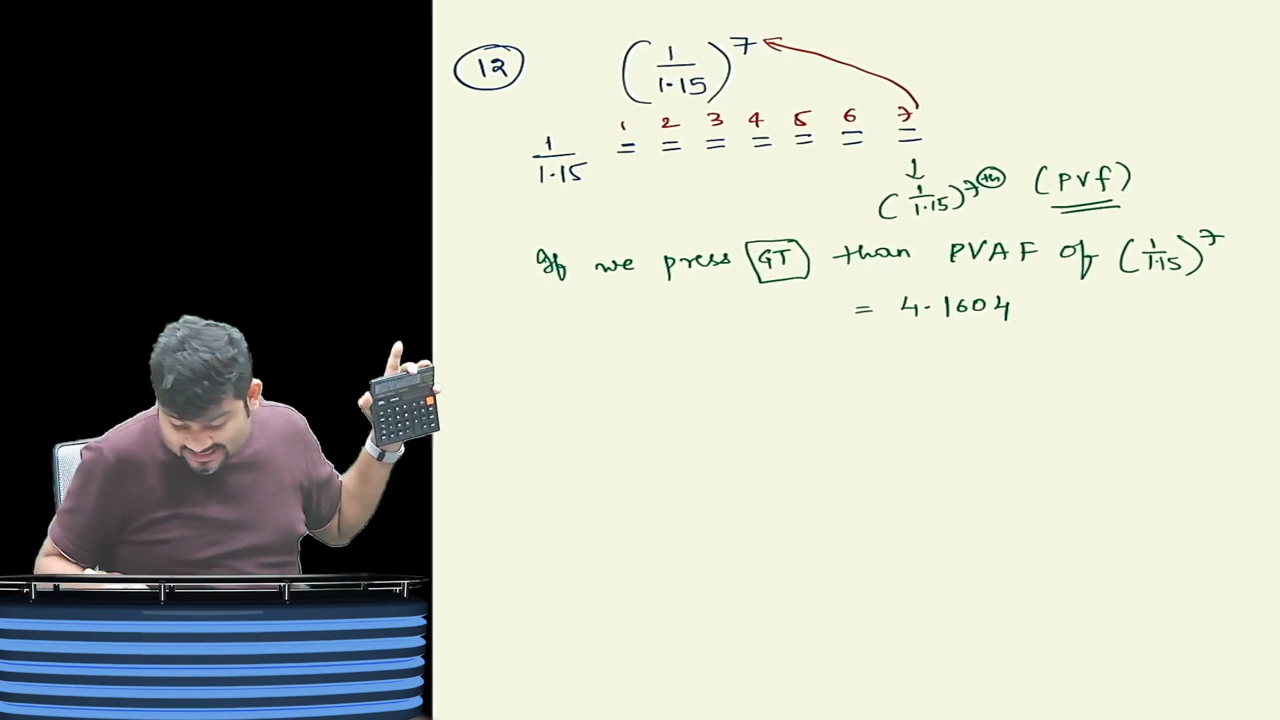 12 (1/1.15)^7
1 2 3 4 5 6 7
1/1.15 = = = = = = =
↓
(1/1.15)^7th (PVf)
If we press GT than PVAF of (1/1.15)^7
= 4.1604